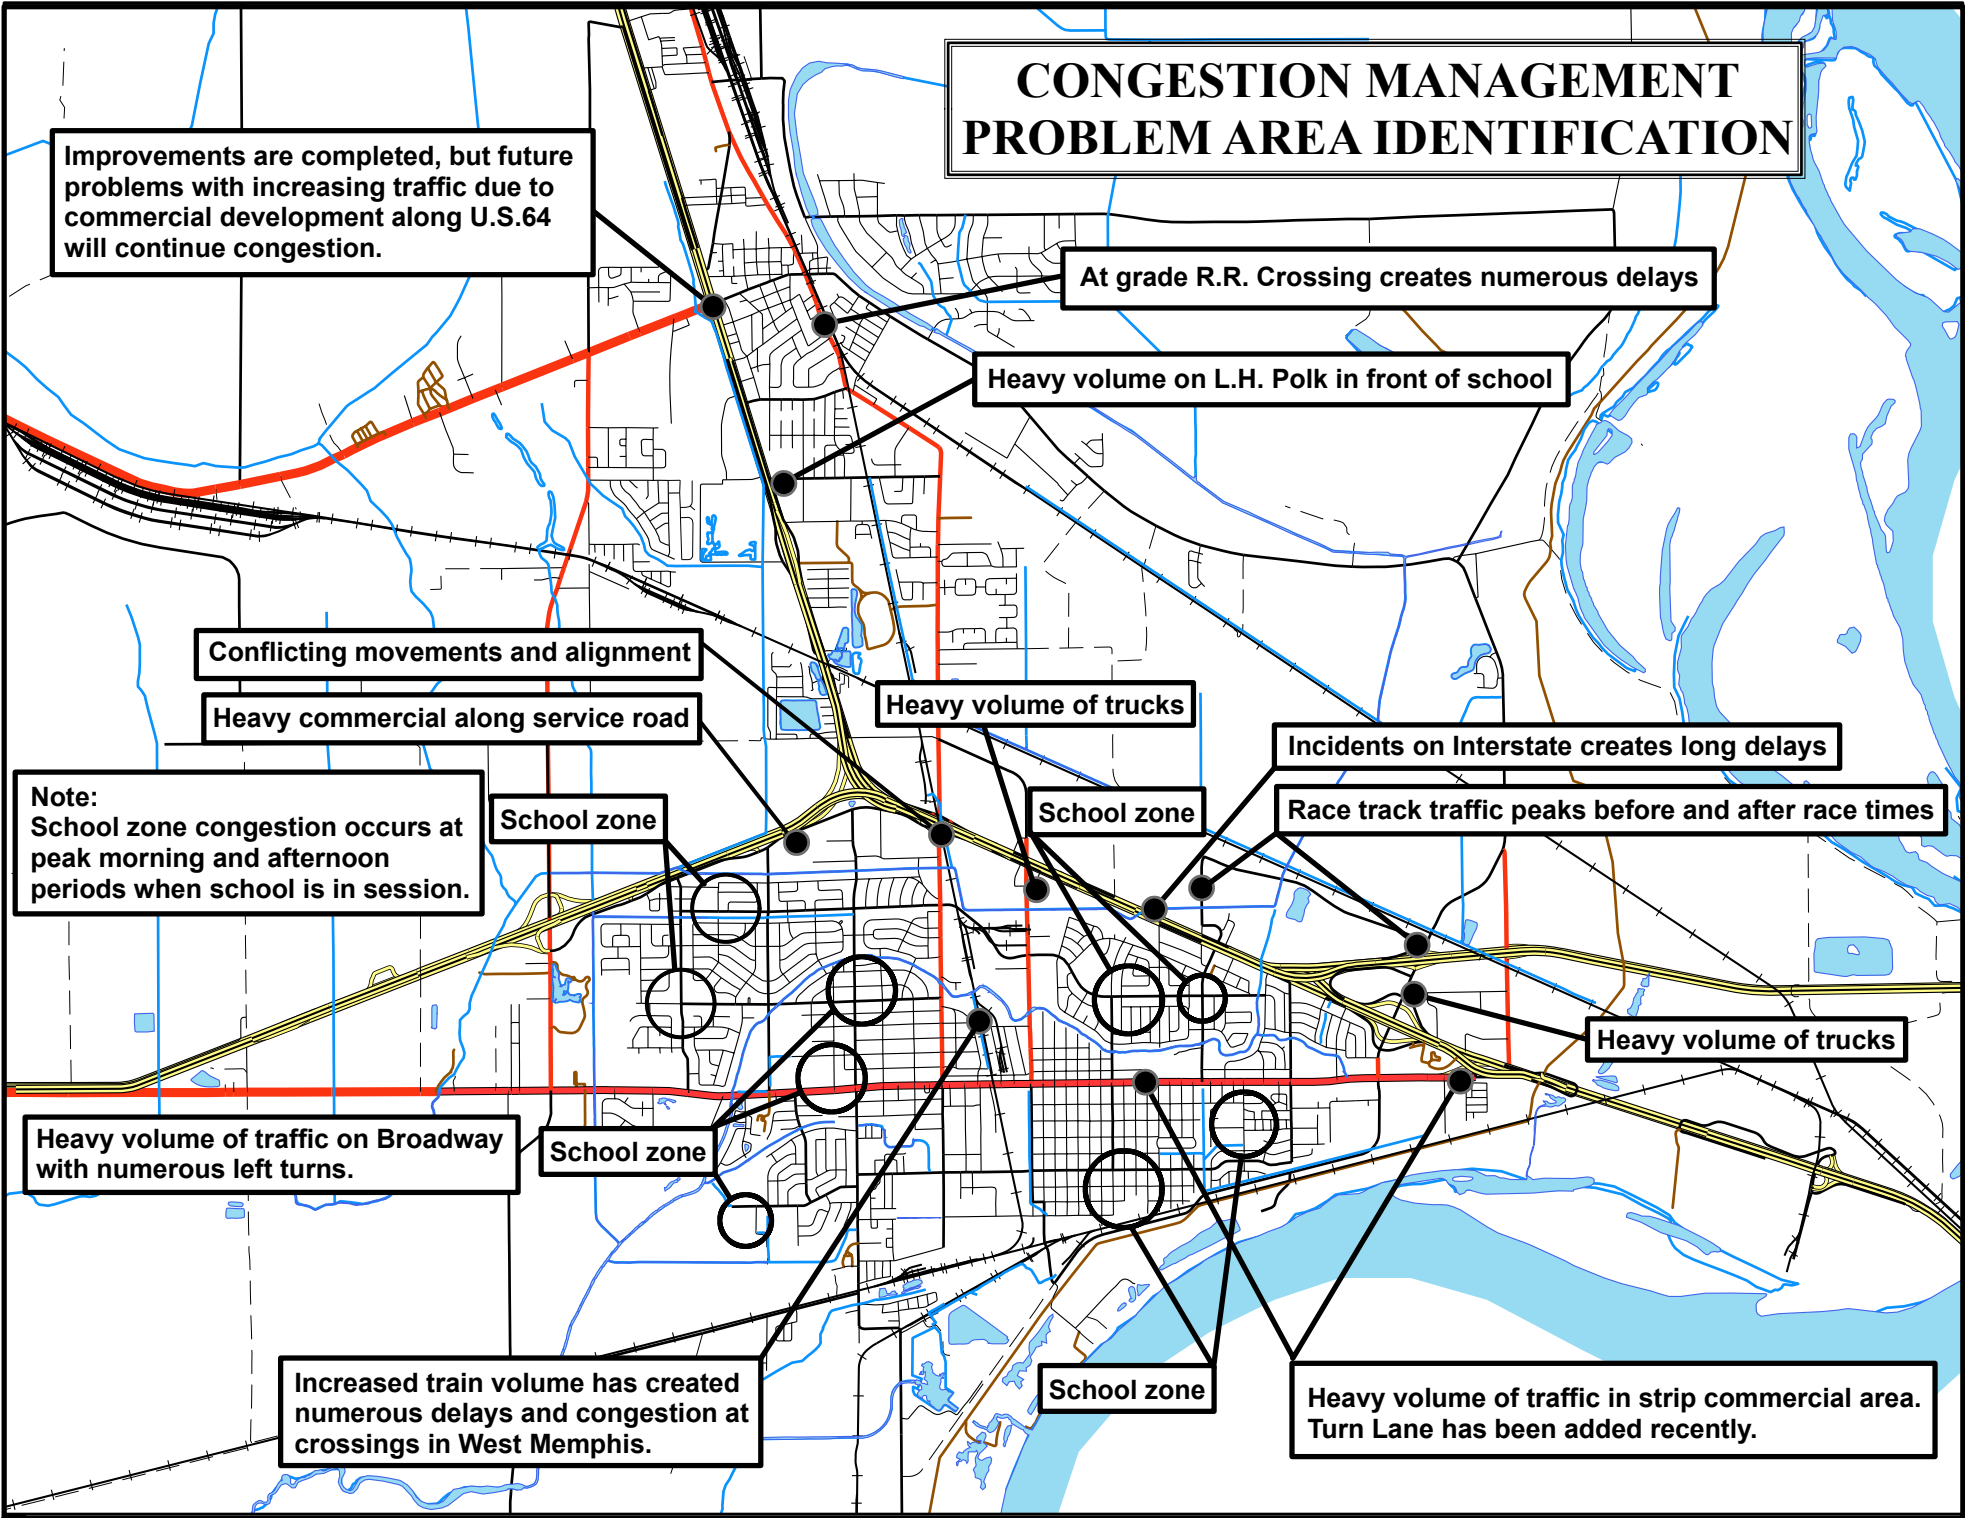 CONGESTION MANAGEMENT
PROBLEM AREA IDENTIFICATION
Improvements are completed, but future
problems with increasing traffic due to
commercial development along U.S.64
will continue congestion.
At grade R.R. Crossing creates numerous delays
Heavy volume on L.H. Polk in front of school
Conflicting movements and alignment
Heavy commercial along service road
Heavy volume of trucks
Incidents on Interstate creates long delays
Note:
School zone congestion occurs at
peak morning and afternoon
periods when school is in session.
School zone
School zone
Race track traffic peaks before and after race times
Heavy volume of trucks
Heavy volume of traffic on Broadway
with numerous left turns.
School zone
Increased train volume has created
numerous delays and congestion at
crossings in West Memphis.
School zone
Heavy volume of traffic in strip commercial area.
Turn Lane has been added recently.